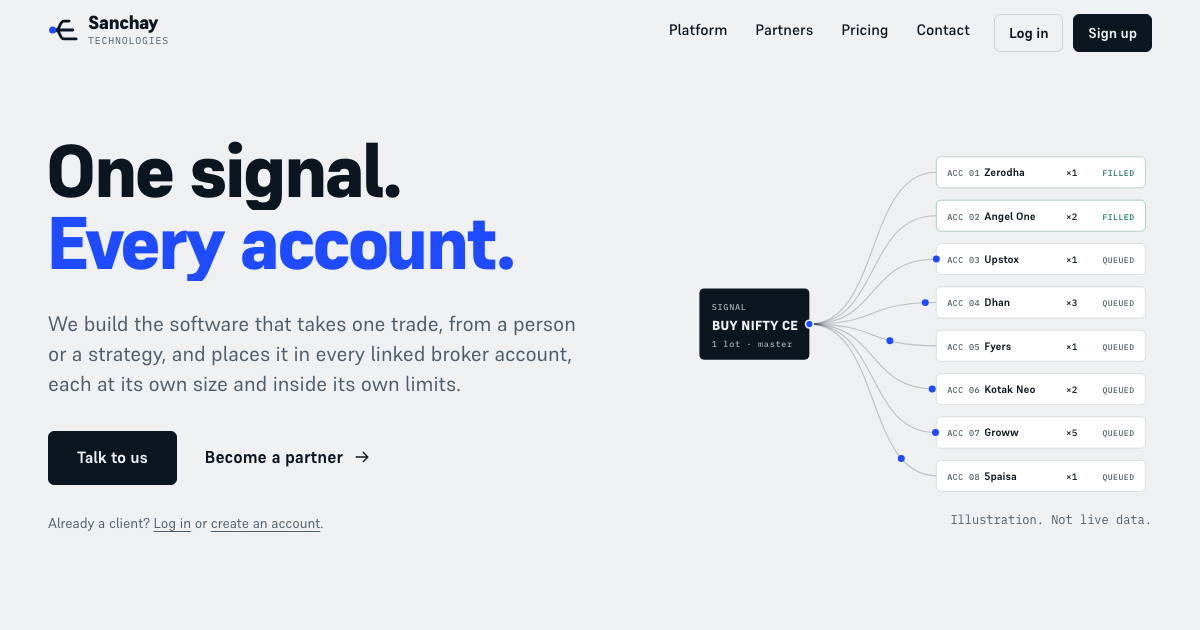 Sanchay
TECHNOLOGIES
Platform
Partners
Pricing
Contact
Log in
Sign up
One signal.
Every account.
We build the software that takes one trade, from a person
or a strategy, and places it in every linked broker account,
each at its own size and inside its own limits.
Talk to us
Become a partner →
Already a client? Log in or create an account.
SIGNAL
BUY NIFTY CE
1 lot · master
ACC 01 Zerodha ×1 FILLED
ACC 02 Angel One ×2 FILLED
ACC 03 Upstox ×1 QUEUED
ACC 04 Dhan ×3 QUEUED
ACC 05 Fyers ×1 QUEUED
ACC 06 Kotak Neo ×2 QUEUED
ACC 07 Groww ×5 QUEUED
ACC 08 5paisa ×1 QUEUED
Illustration. Not live data.